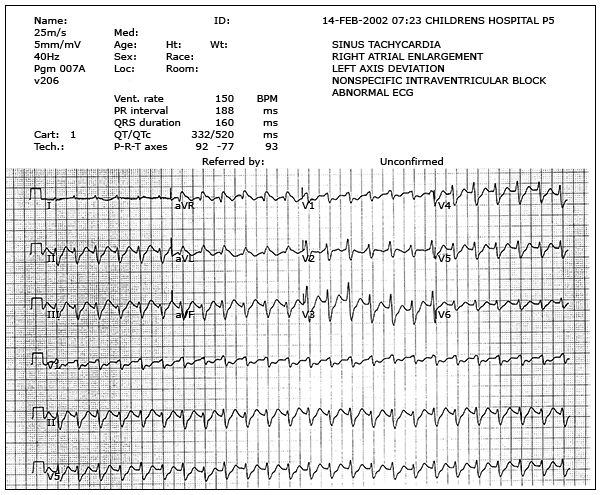 Name: ID: 14-FEB-2002 07:23 CHILDRENS HOSPITAL P5
25m/s Med:
5mm/mV Age: Ht: Wt: SINUS TACHYCARDIA
40Hz Sex: Race: RIGHT ATRIAL ENLARGEMENT
Pgm 007A Loc: Room: LEFT AXIS DEVIATION
v206 NONSPECIFIC INTRAVENTRICULAR BLOCK
ABNORMAL ECG
Vent. rate 150 BPM
PR interval 188 ms
QRS duration 160 ms
Cart: 1 QT/QTc 332/520 ms
Tech.: P-R-T axes 92 -77 93
Referred by: Unconfirmed
I aVR V1 V4
II aVL V2 V5
III aVF V3 V6
V1
II
V5